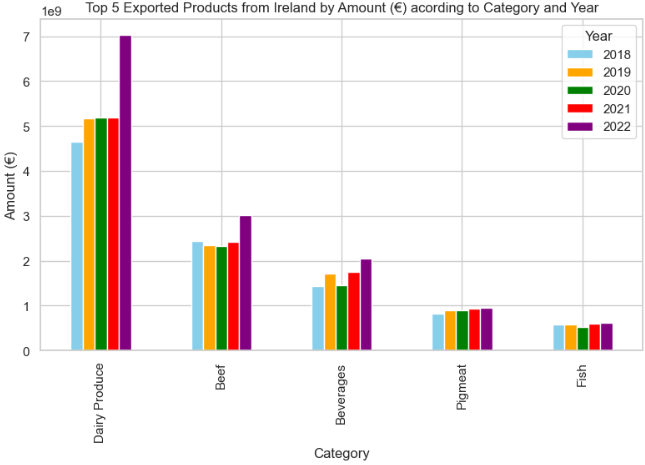 Top 5 Exported Products from Ireland by Amount (€) acording to Category and Year
1e9
Year
2018
2019
2020
2021
2022
7
6
5
4
3
2
1
0
Amount (€)
Dairy Produce
Beef
Beverages
Pigmeat
Fish
Category